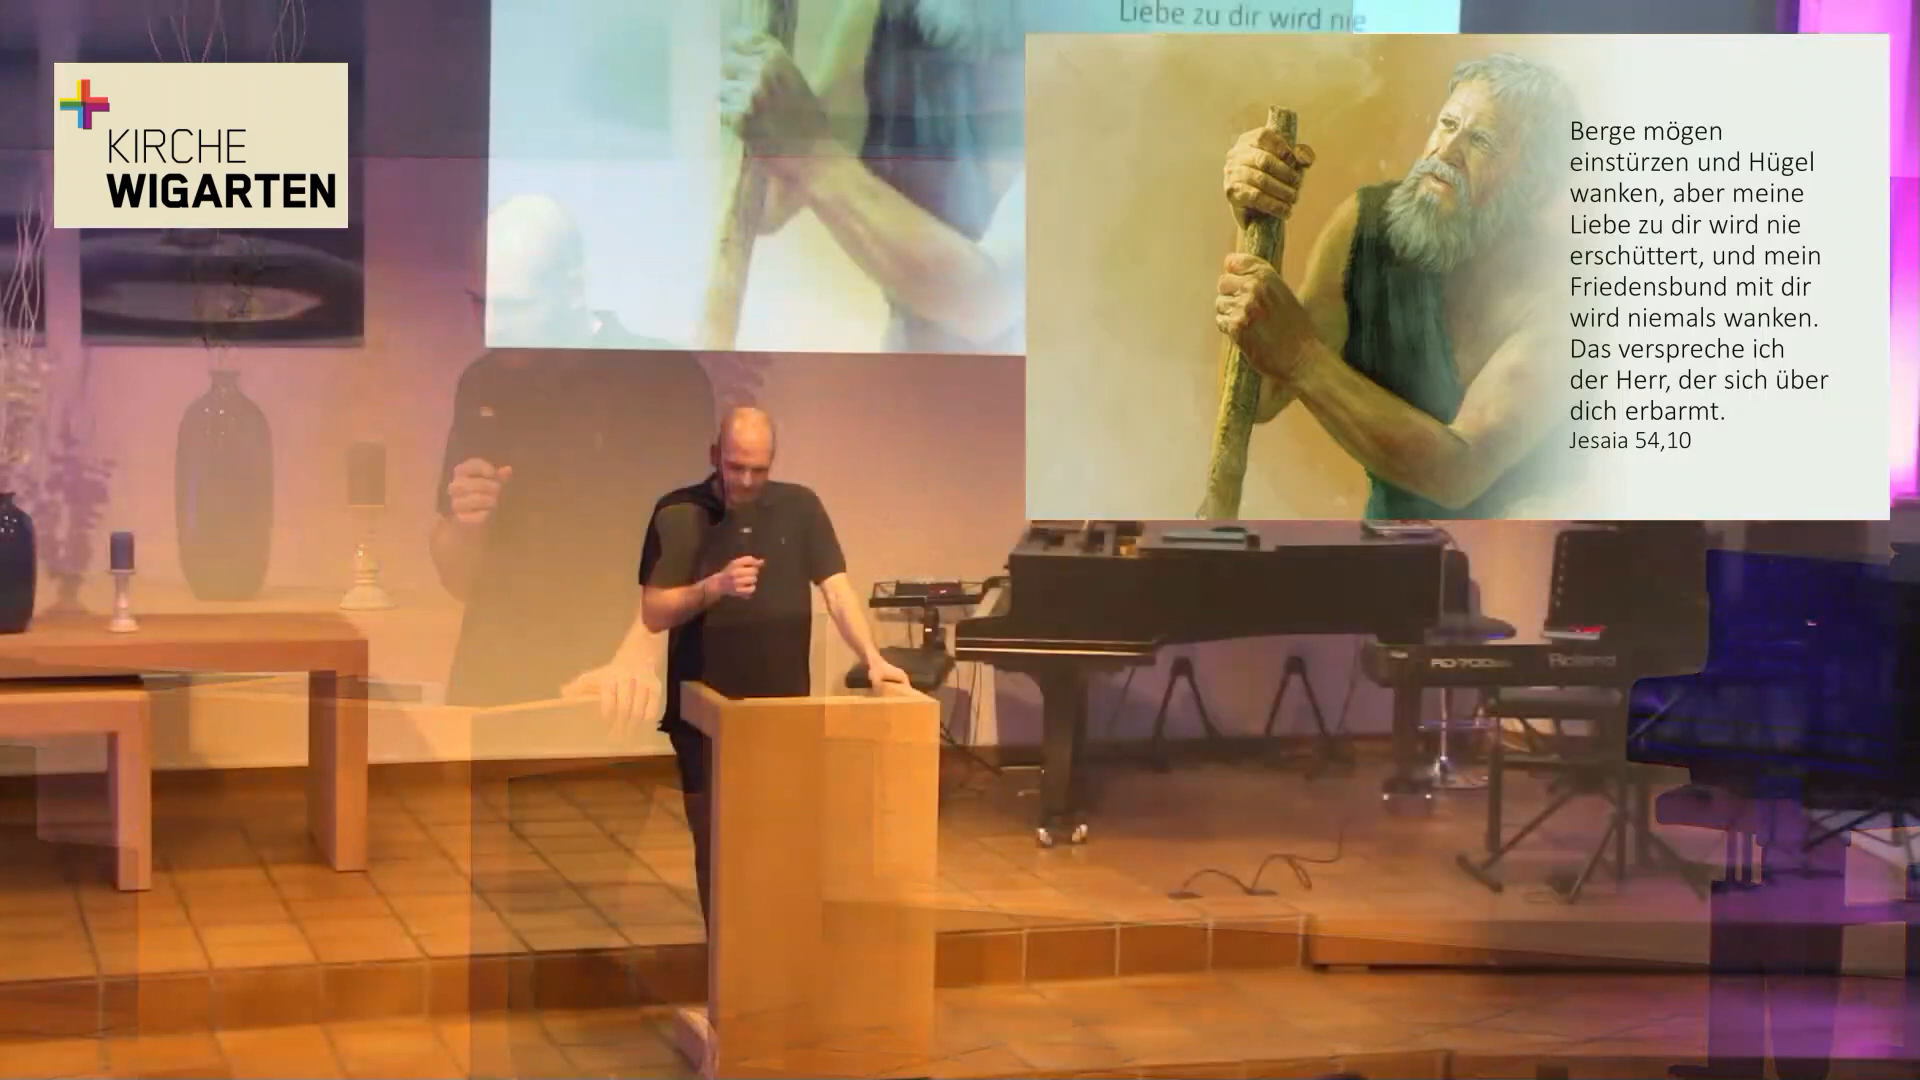 Liebe zu dir wird nie
KIRCHE
WIGARTEN
Berge mögen
einstürzen und Hügel
wanken, aber meine
Liebe zu dir wird nie
erschüttert, und mein
Friedensbund mit dir
wird niemals wanken.
Das verspreche ich
der Herr, der sich über
dich erbarmt.
Jesaia 54,10
RD-700
Roland